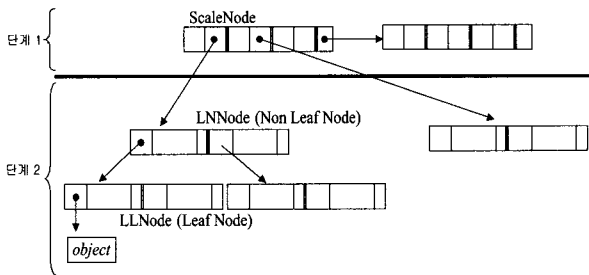 ScaleNode
단계 1
LNNode (Non Leaf Node)
단계 2
LLNode (Leaf Node)
object